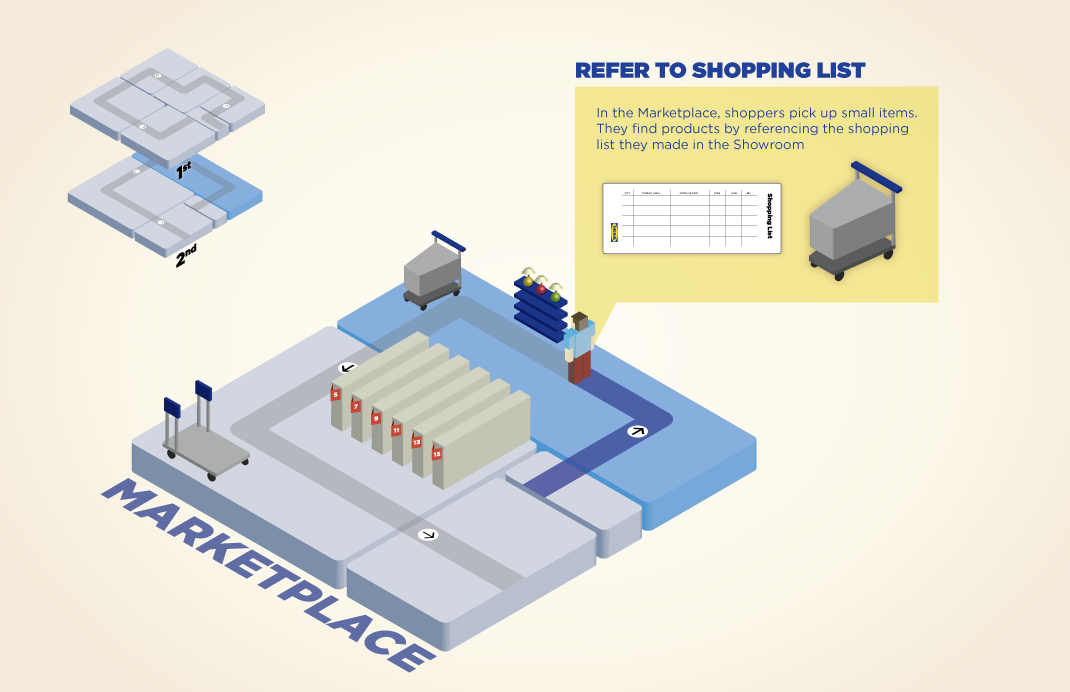 REFER TO SHOPPING LIST
In the Marketplace, shoppers pick up small items.
They find products by referencing the shopping
list they made in the Showroom
Shopping List
1st
2nd
5
7
9
11
13
15
MARKETPLACE